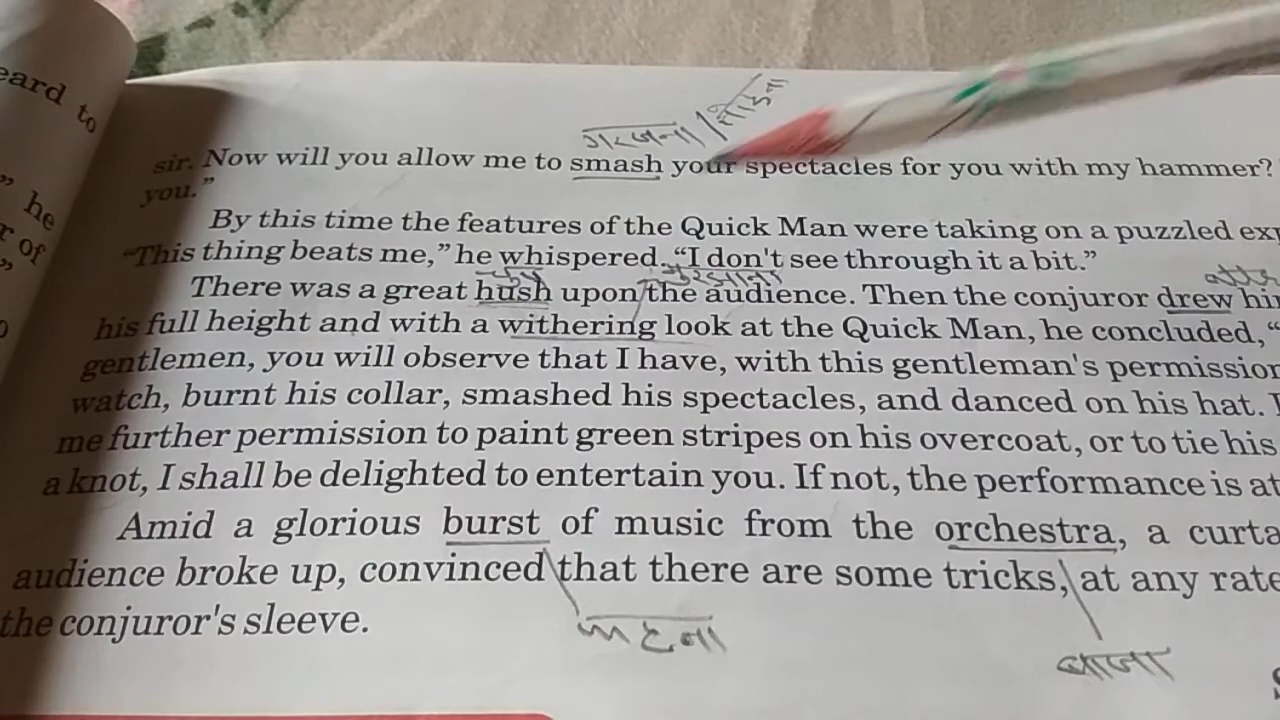 eard to
” he
r of
”
तोड़ना
sir. Now will you allow me to smash your spectacles for you with my hammer?
you.”
By this time the features of the Quick Man were taking on a puzzled
“This thing beats me,” he whispered. “I don't see through it a bit.”
चुप
There was a great hush upon the audience. Then the conjuror drew
his full height and with a withering look at the Quick Man, he concluded, “
gentlemen, you will observe that I have, with this gentleman's permission
watch, burnt his collar, smashed his spectacles, and danced on his hat.
me further permission to paint green stripes on his overcoat, or to tie his
a knot, I shall be delighted to entertain you. If not, the performance is at
Amid a glorious burst of music from the orchestra, a
audience broke up, convinced that there are some tricks, at any rate
the conjuror's sleeve.
बाजा